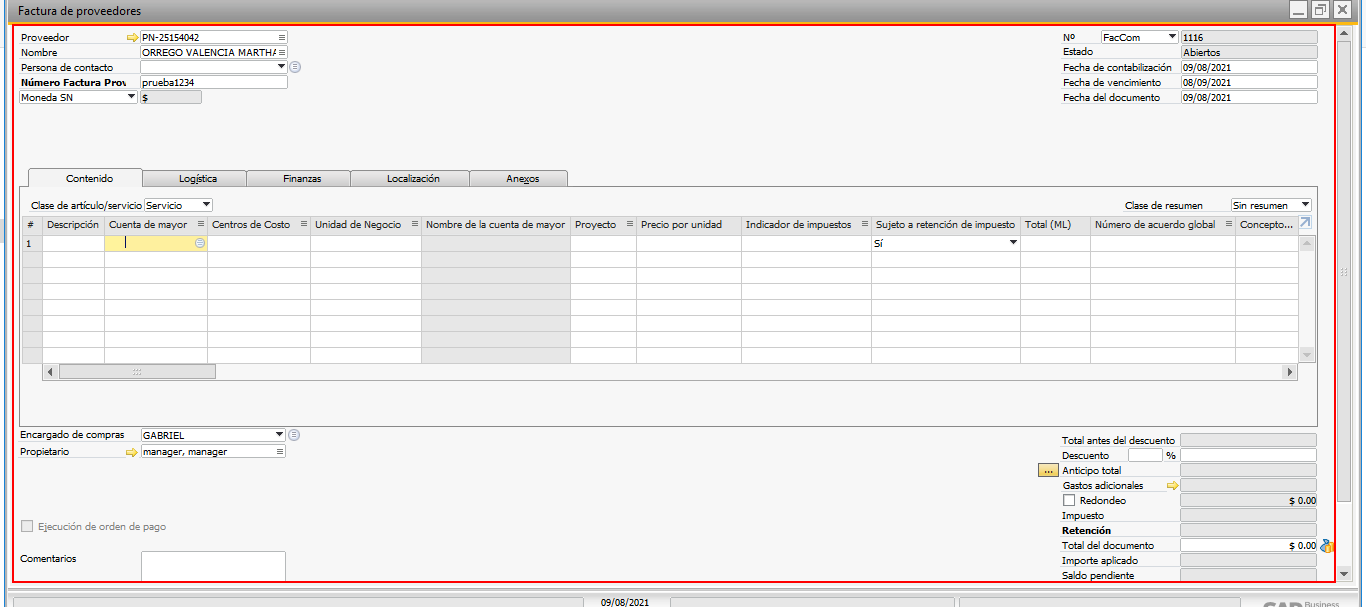 Factura de proveedores
Proveedor PN-25154042
Nombre ORREGO VALENCIA MARTHA
Persona de contacto
Número Factura Prov prueba1234
Moneda SN $
Nº FacCom 1116
Estado Abiertos
Fecha de contabilización 09/08/2021
Fecha de vencimiento 08/09/2021
Fecha del documento 09/08/2021
Contenido Logística Finanzas Localización Anexos
Clase de artículo/servicio Servicio Clase de resumen Sin resumen
# Descripción Cuenta de mayor Centros de Costo Unidad de Negocio Nombre de la cuenta de mayor Proyecto Precio por unidad Indicador de impuestos Sujeto a retención de impuesto Total (ML) Número de acuerdo global Concepto...
1 Sí
Encargado de compras GABRIEL
Propietario manager, manager
Ejecución de orden de pago
Comentarios
Total antes del descuento
Descuento %
... Anticipo total
Gastos adicionales
Redondeo $ 0.00
Impuesto
Retención
Total del documento $ 0.00
Importe aplicado
Saldo pendiente
09/08/2021 Business